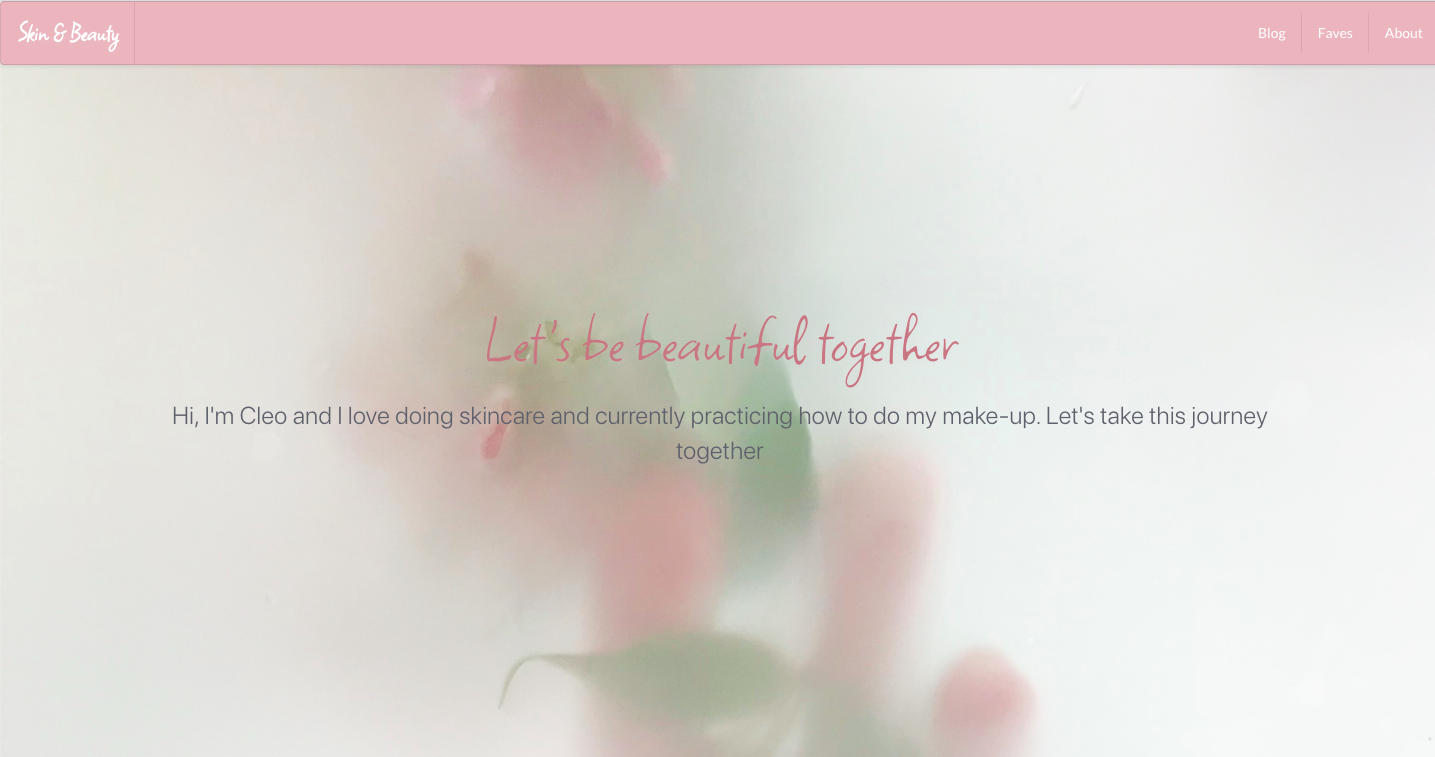 Skin & Beauty
Blog
Faves
About
Let's be beautiful together
Hi, I'm Cleo and I love doing skincare and currently practicing how to do my make-up. Let's take this journey
together